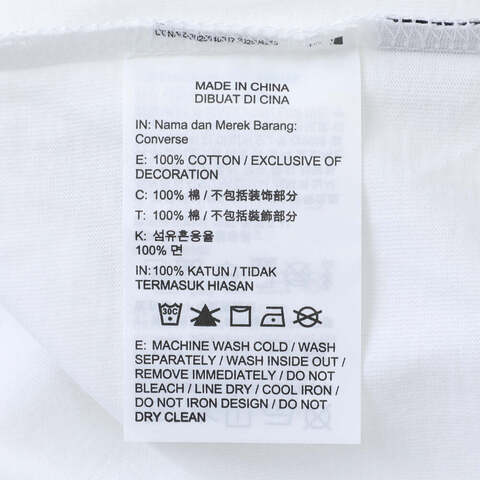 MADE IN CHINA
DIBUAT DI CINA
IN: Nama dan Merek Barang:
Converse
E: 100% COTTON / EXCLUSIVE OF
DECORATION
C: 100% 棉 / 不包括装饰部分
T: 100% 棉 / 不包括裝飾部分
K: 섬유혼용율
100% 면
IN: 100% KATUN / TIDAK
TERMASUK HIASAN
30C
E: MACHINE WASH COLD / WASH
SEPARATELY / WASH INSIDE OUT /
REMOVE IMMEDIATELY / DO NOT
BLEACH / LINE DRY / COOL IRON /
DO NOT IRON DESIGN / DO NOT
DRY CLEAN